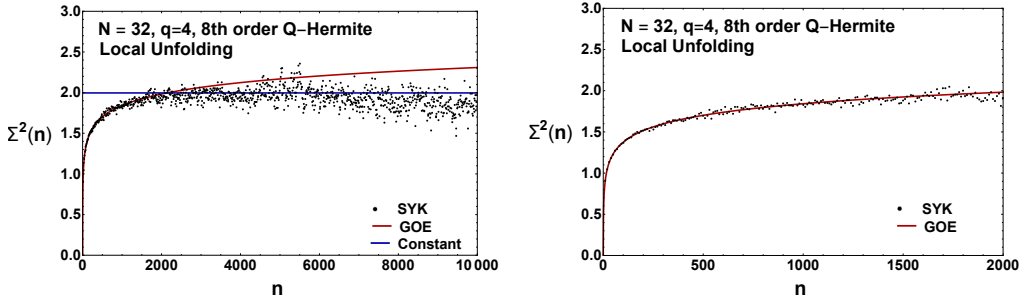 N = 32, q=4, 8th order Q-Hermite
Local Unfolding
3.0
2.5
2.0
1.5
1.0
0.5
0.0
Σ²(n)
0
2000
4000
6000
8000
10 000
n
SYK
GOE
Constant
N = 32, q=4, 8th order Q-Hermite
Local Unfolding
3.0
2.5
2.0
1.5
1.0
0.5
0.0
Σ²(n)
0
500
1000
1500
2000
n
SYK
GOE